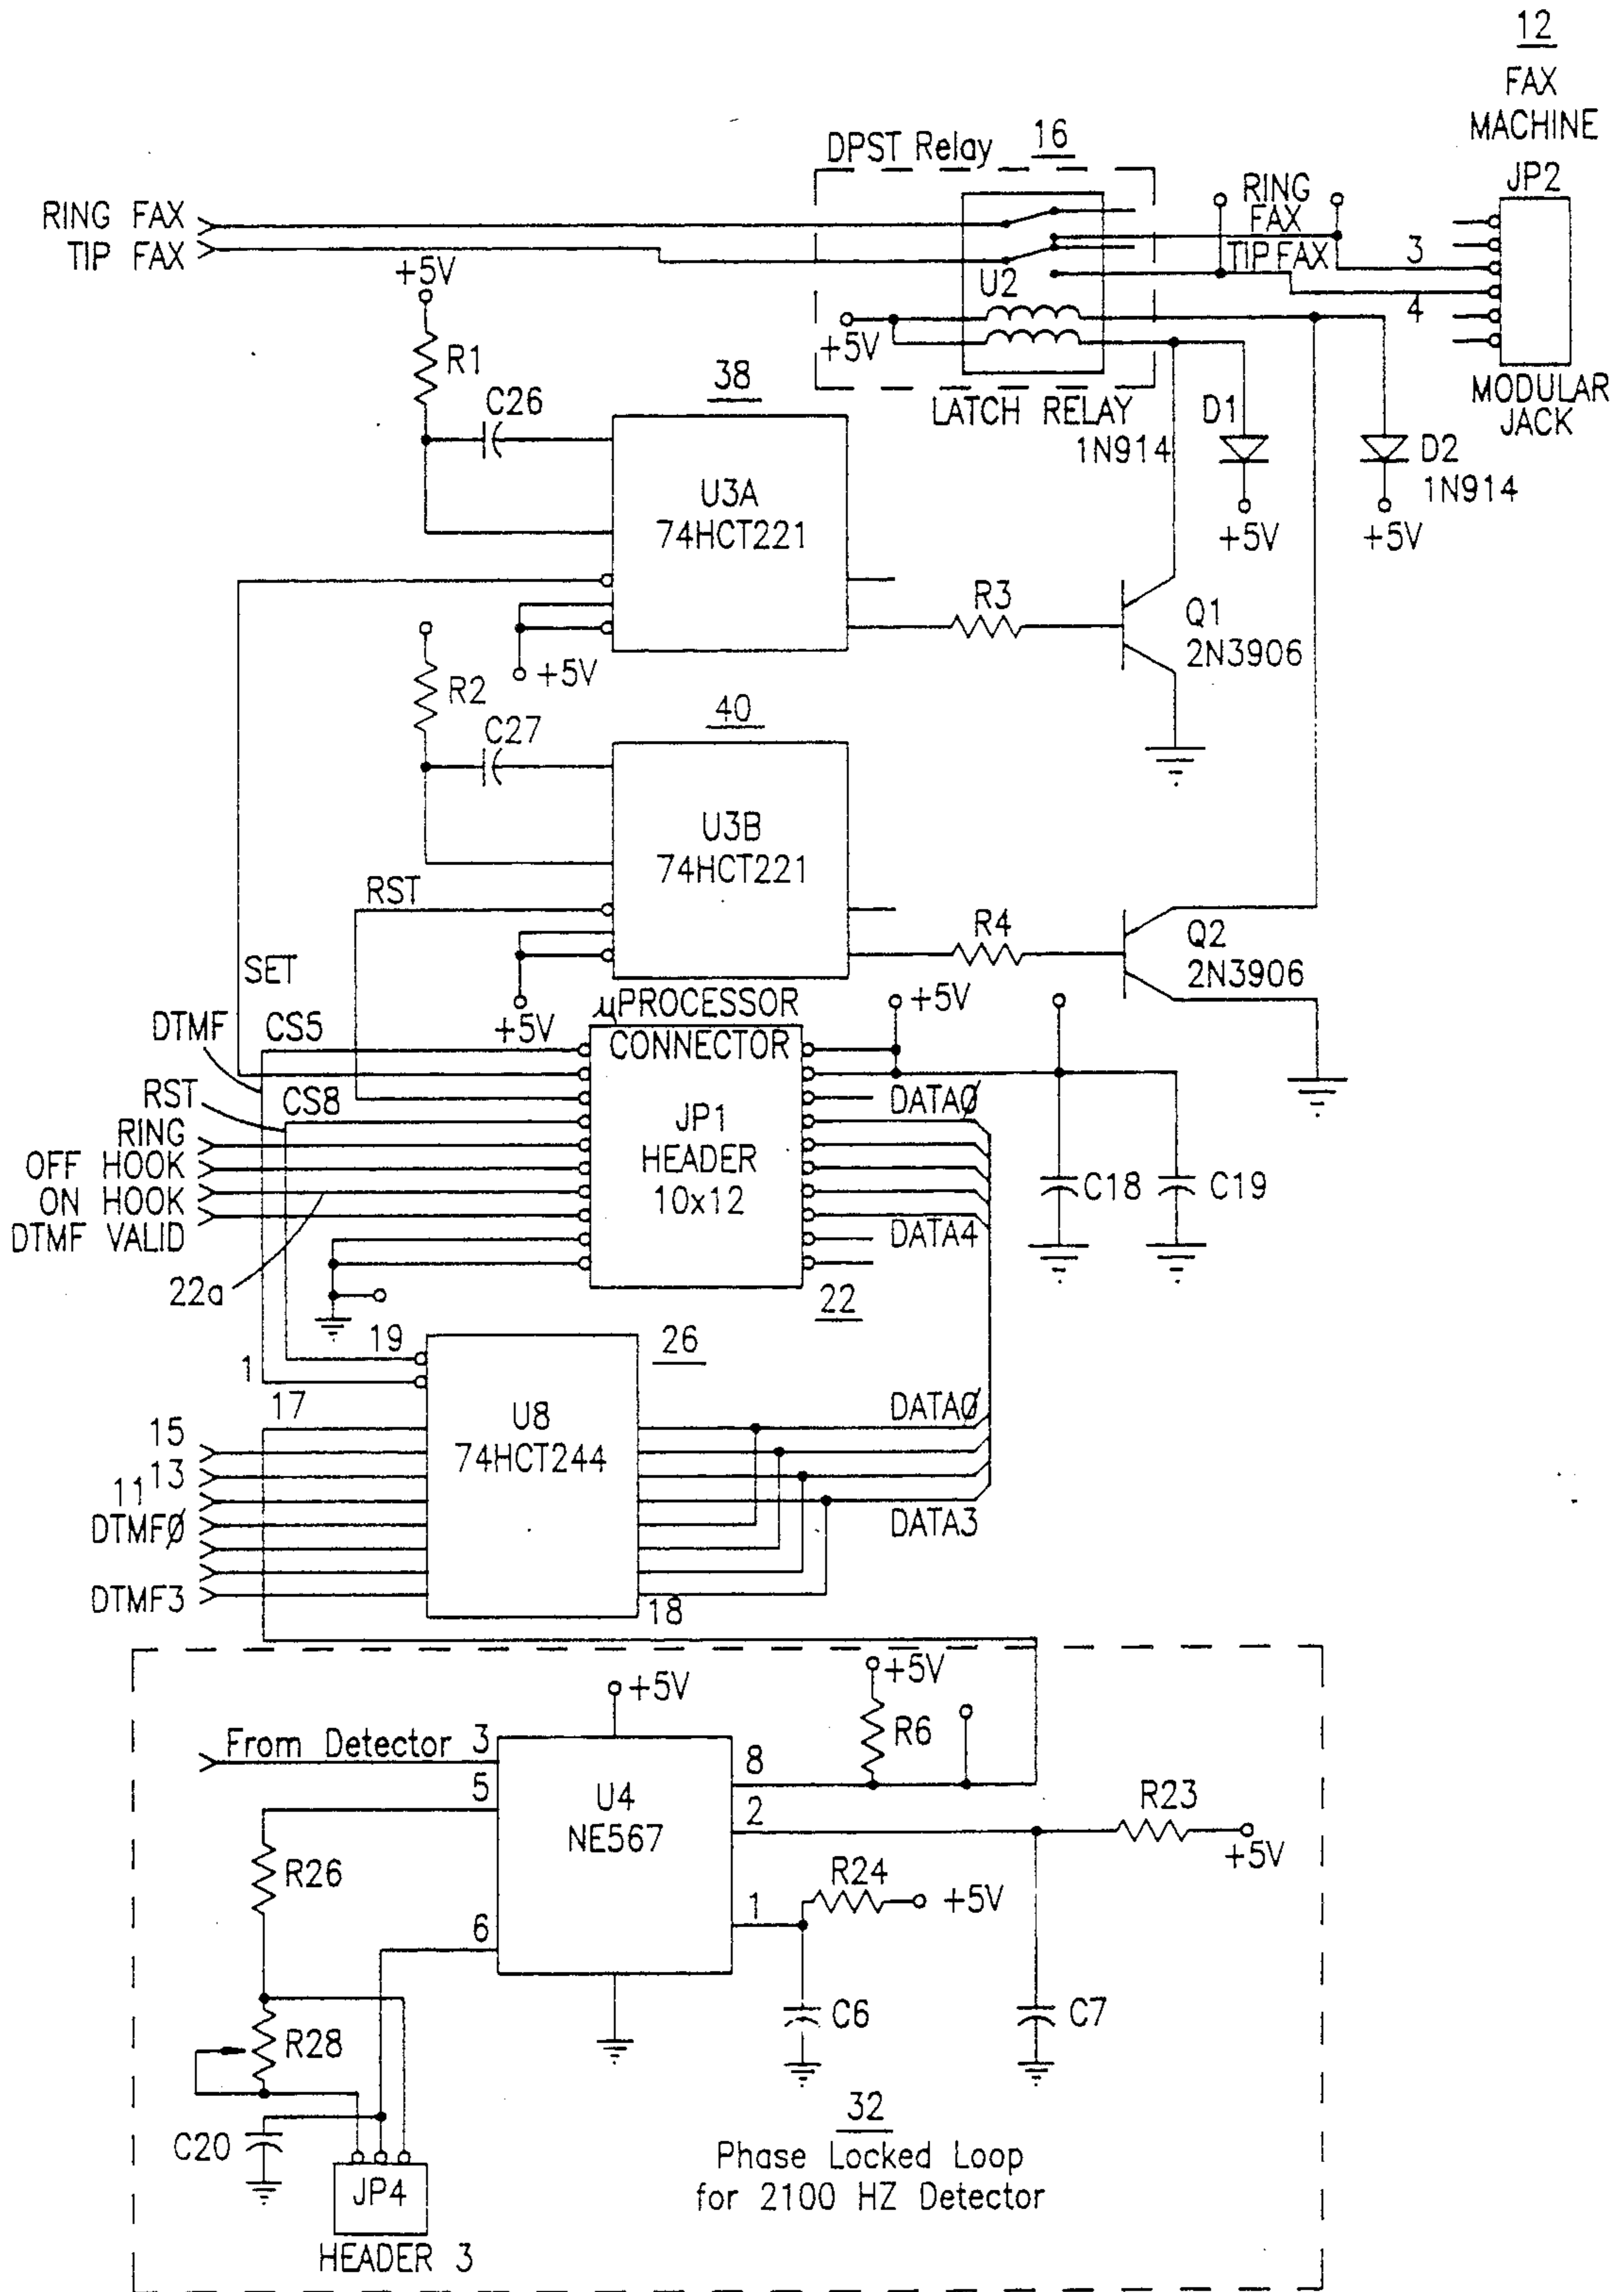 12
FAX
MACHINE
JP2
DPST Relay 16
RING FAX
TIP FAX
RING
FAX
TIP FAX
3
4
+5V
U2
+5V
R1
38
LATCH RELAY
MODULAR
JACK
C26
D1
1N914
D2
1N914
U3A
74HCT221
+5V
+5V
R3
Q1
2N3906
+5V
R2
40
C27
U3B
74HCT221
RST
R4
Q2
2N3906
SET
+5V
µPROCESSOR
+5V
DTMF
CS5
CONNECTOR
RST
CS8
DATAØ
RING
JP1
OFF HOOK
HEADER
ON HOOK
10x12
C18
C19
DTMF VALID
DATA4
22a
22
19
26
1
17
U8
DATAØ
15
74HCT244
13
11
DTMFØ
DATA3
DTMF3
18
+5V
+5V
From Detector
3
8
R6
5
U4
2
R23
NE567
+5V
R26
R24
1
+5V
6
C6
C7
R28
32
C20
Phase Locked Loop
JP4
for 2100 HZ Detector
HEADER 3